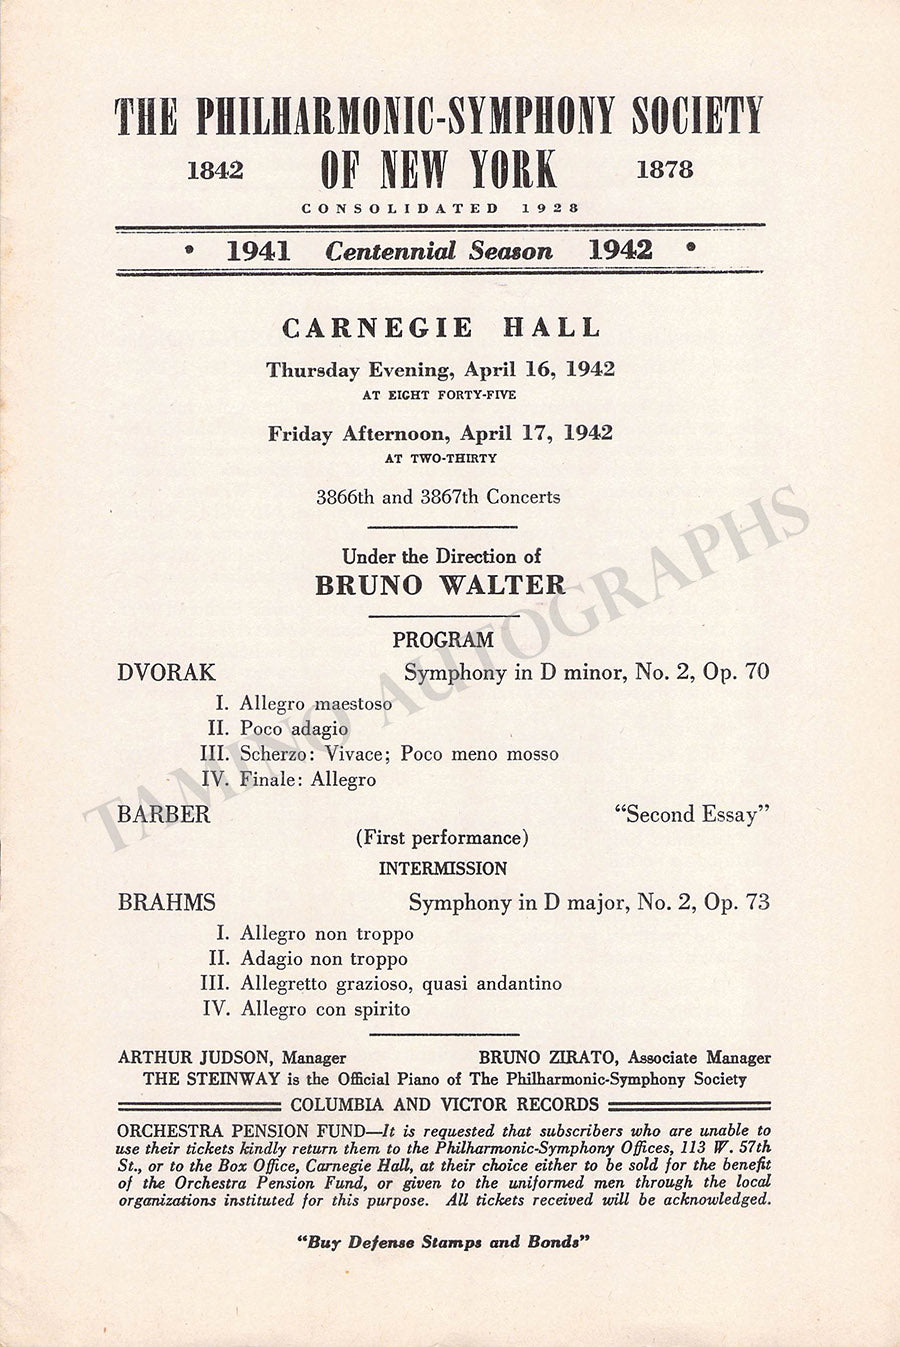 THE PHILHARMONIC-SYMPHONY SOCIETY
1842 OF NEW YORK 1878
CONSOLIDATED 1928
• 1941 Centennial Season 1942 •
CARNEGIE HALL
Thursday Evening, April 16, 1942
AT EIGHT FORTY-FIVE
Friday Afternoon, April 17, 1942
AT TWO-THIRTY
3866th and 3867th Concerts
Under the Direction of
BRUNO WALTER
PROGRAM
DVORAK Symphony in D minor, No. 2, Op. 70
I. Allegro maestoso
II. Poco adagio
III. Scherzo: Vivace; Poco meno mosso
IV. Finale: Allegro
BARBER "Second Essay"
(First performance)
INTERMISSION
BRAHMS Symphony in D major, No. 2, Op. 73
I. Allegro non troppo
II. Adagio non troppo
III. Allegretto grazioso, quasi andantino
IV. Allegro con spirito
ARTHUR JUDSON, Manager BRUNO ZIRATO, Associate Manager
THE STEINWAY is the Official Piano of The Philharmonic-Symphony Society
COLUMBIA AND VICTOR RECORDS
ORCHESTRA PENSION FUND—It is requested that subscribers who are unable to
use their tickets kindly return them to the Philharmonic-Symphony Offices, 113 W. 57th
St., or to the Box Office, Carnegie Hall, at their choice either to be sold for the benefit
of the Orchestra Pension Fund, or given to the uniformed men through the local
organizations instituted for this purpose. All tickets received will be acknowledged.
"Buy Defense Stamps and Bonds"
TAMINO AUTOGRAPHS